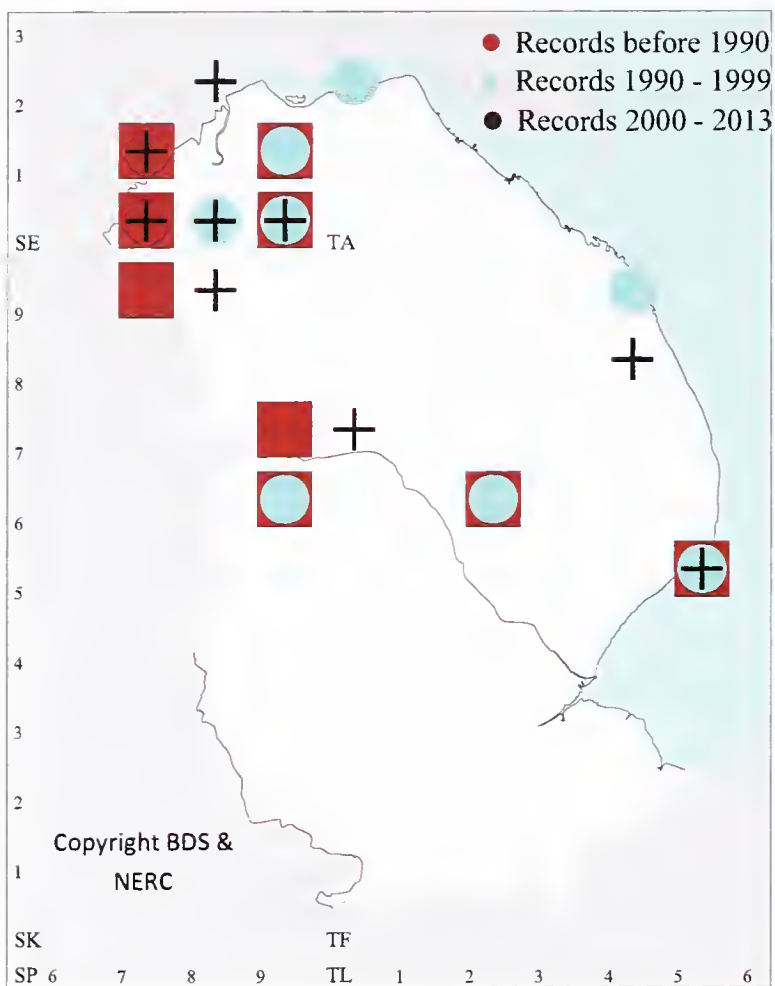 Records before 1990
Records 1990 - 1999
Records 2000 - 2013
3
2
1
SE TA
9
8
7
6
5
4
3
2
Copyright BDS &
1
NERC
SK TF
SP 6 7 8 9 TL 1 2 3 4 5 6